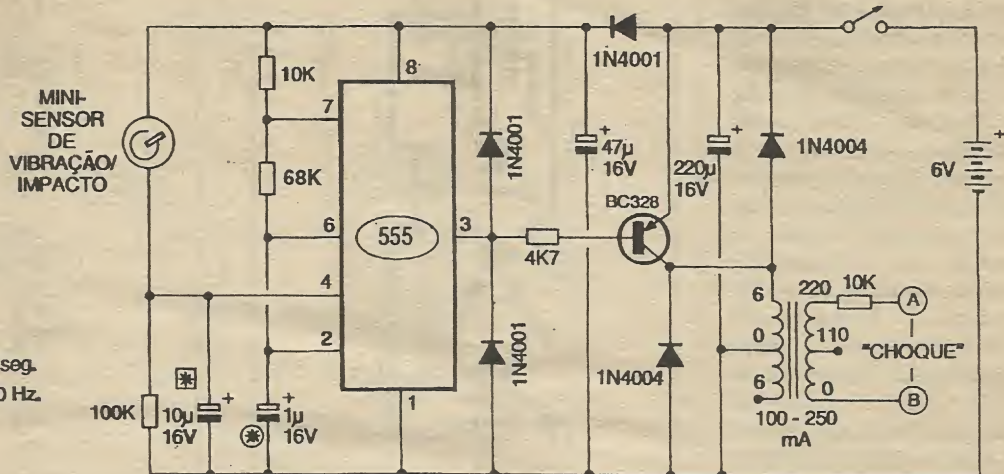 MINI-
SENSOR
DE
VIBRAÇÃO/
IMPACTO
10K
68K
7
8
6
4
2
555
3
1
1N4001
1N4001
1N4001
4K7
+
47µ
16V
BC328
+
220µ
16V
1N4004
1N4004
6V
+
6
0
6
220
110
0
10K
A
"CHOQUE"
B
100 - 250
mA
seg.
0 Hz.
100K
+
10µ
16V
+
1µ
16V